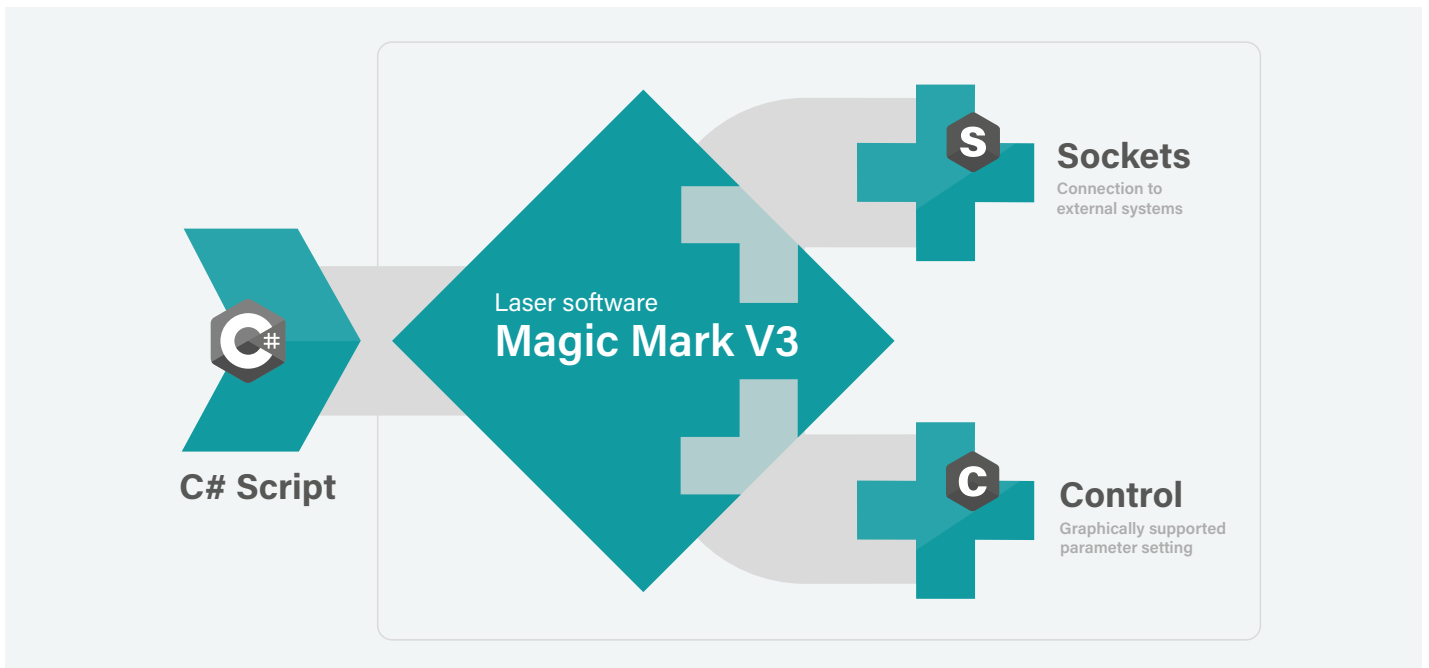 C#
C# Script
Laser software
Magic Mark V3
S
Sockets
Connection to
external systems
C
Control
Graphically supported
parameter setting